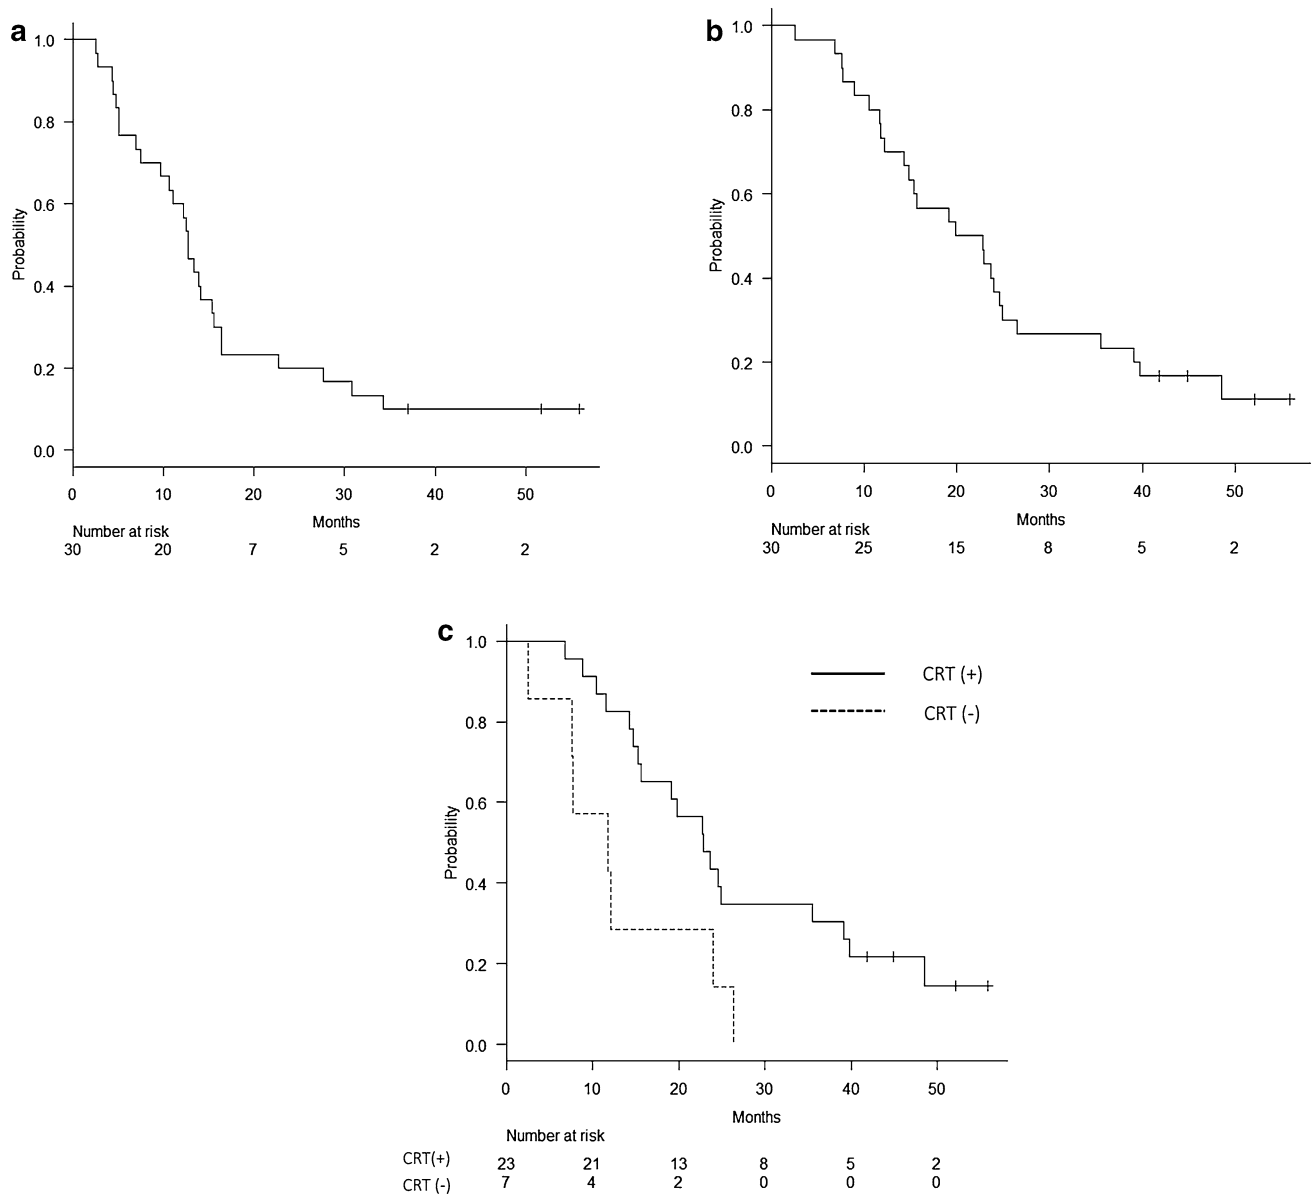 a
1.0
0.8
0.6
0.4
0.2
0.0
Probability
0 10 20 30 40 50
Months
Number at risk
30 20 7 5 2 2
b
1.0
0.8
0.6
0.4
0.2
0.0
Probability
0 10 20 30 40 50
Months
Number at risk
30 25 15 8 5 2
c
1.0
0.8
0.6
0.4
0.2
0.0
Probability
CRT (+)
CRT (-)
0 10 20 30 40 50
Months
Number at risk
CRT(+) 23 21 13 8 5 2
CRT (-) 7 4 2 0 0 0